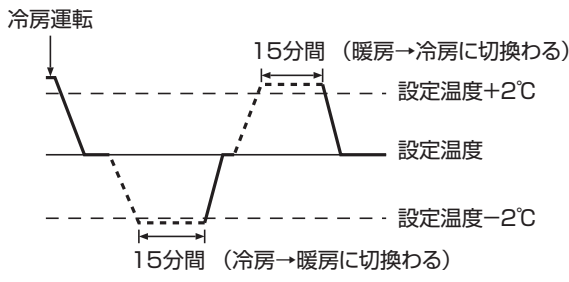 冷房運転
15分間 （暖房→冷房に切換わる）
設定温度+2℃
設定温度
設定温度−2℃
15分間 （冷房→暖房に切換わる）